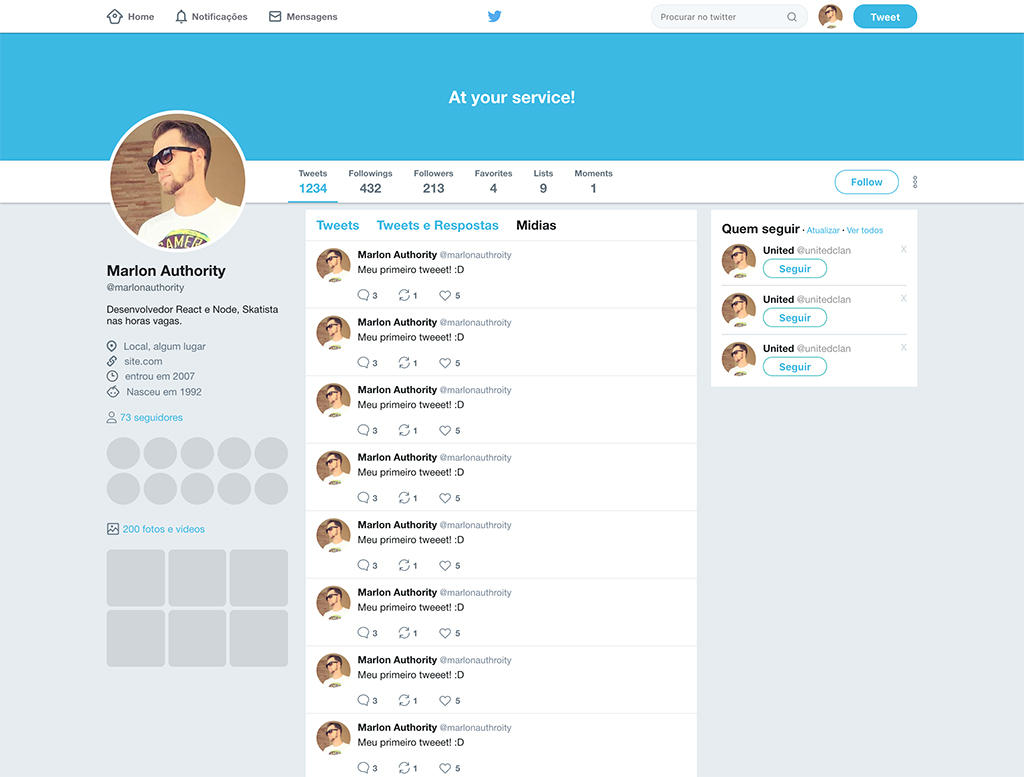 Home Notificações Mensagens Procurar no twitter Tweet
At your service!
Tweets Followings Followers Favorites Lists Moments
1234 432 213 4 9 1
Follow
GAMER
Marlon Authority
@marlonauthority
Desenvolvedor React e Node, Skatista
nas horas vagas.
Local, algum lugar
site.com
entrou em 2007
Nasceu em 1992
73 seguidores
200 fotos e videos
Tweets Tweets e Respostas Midias
Marlon Authority @marlonauthroity
Meu primeiro tweeet! :D
3 1 5
Marlon Authority @marlonauthroity
Meu primeiro tweeet! :D
3 1 5
Marlon Authority @marlonauthroity
Meu primeiro tweeet! :D
3 1 5
Marlon Authority @marlonauthroity
Meu primeiro tweeet! :D
3 1 5
Marlon Authority @marlonauthroity
Meu primeiro tweeet! :D
3 1 5
Marlon Authority @marlonauthroity
Meu primeiro tweeet! :D
3 1 5
Marlon Authority @marlonauthroity
Meu primeiro tweeet! :D
3 1 5
Marlon Authority @marlonauthroity
Meu primeiro tweeet! :D
3 1 5
Quem seguir · Atualizar · Ver todos
United @unitedclan X
Seguir
United @unitedclan X
Seguir
United @unitedclan X
Seguir